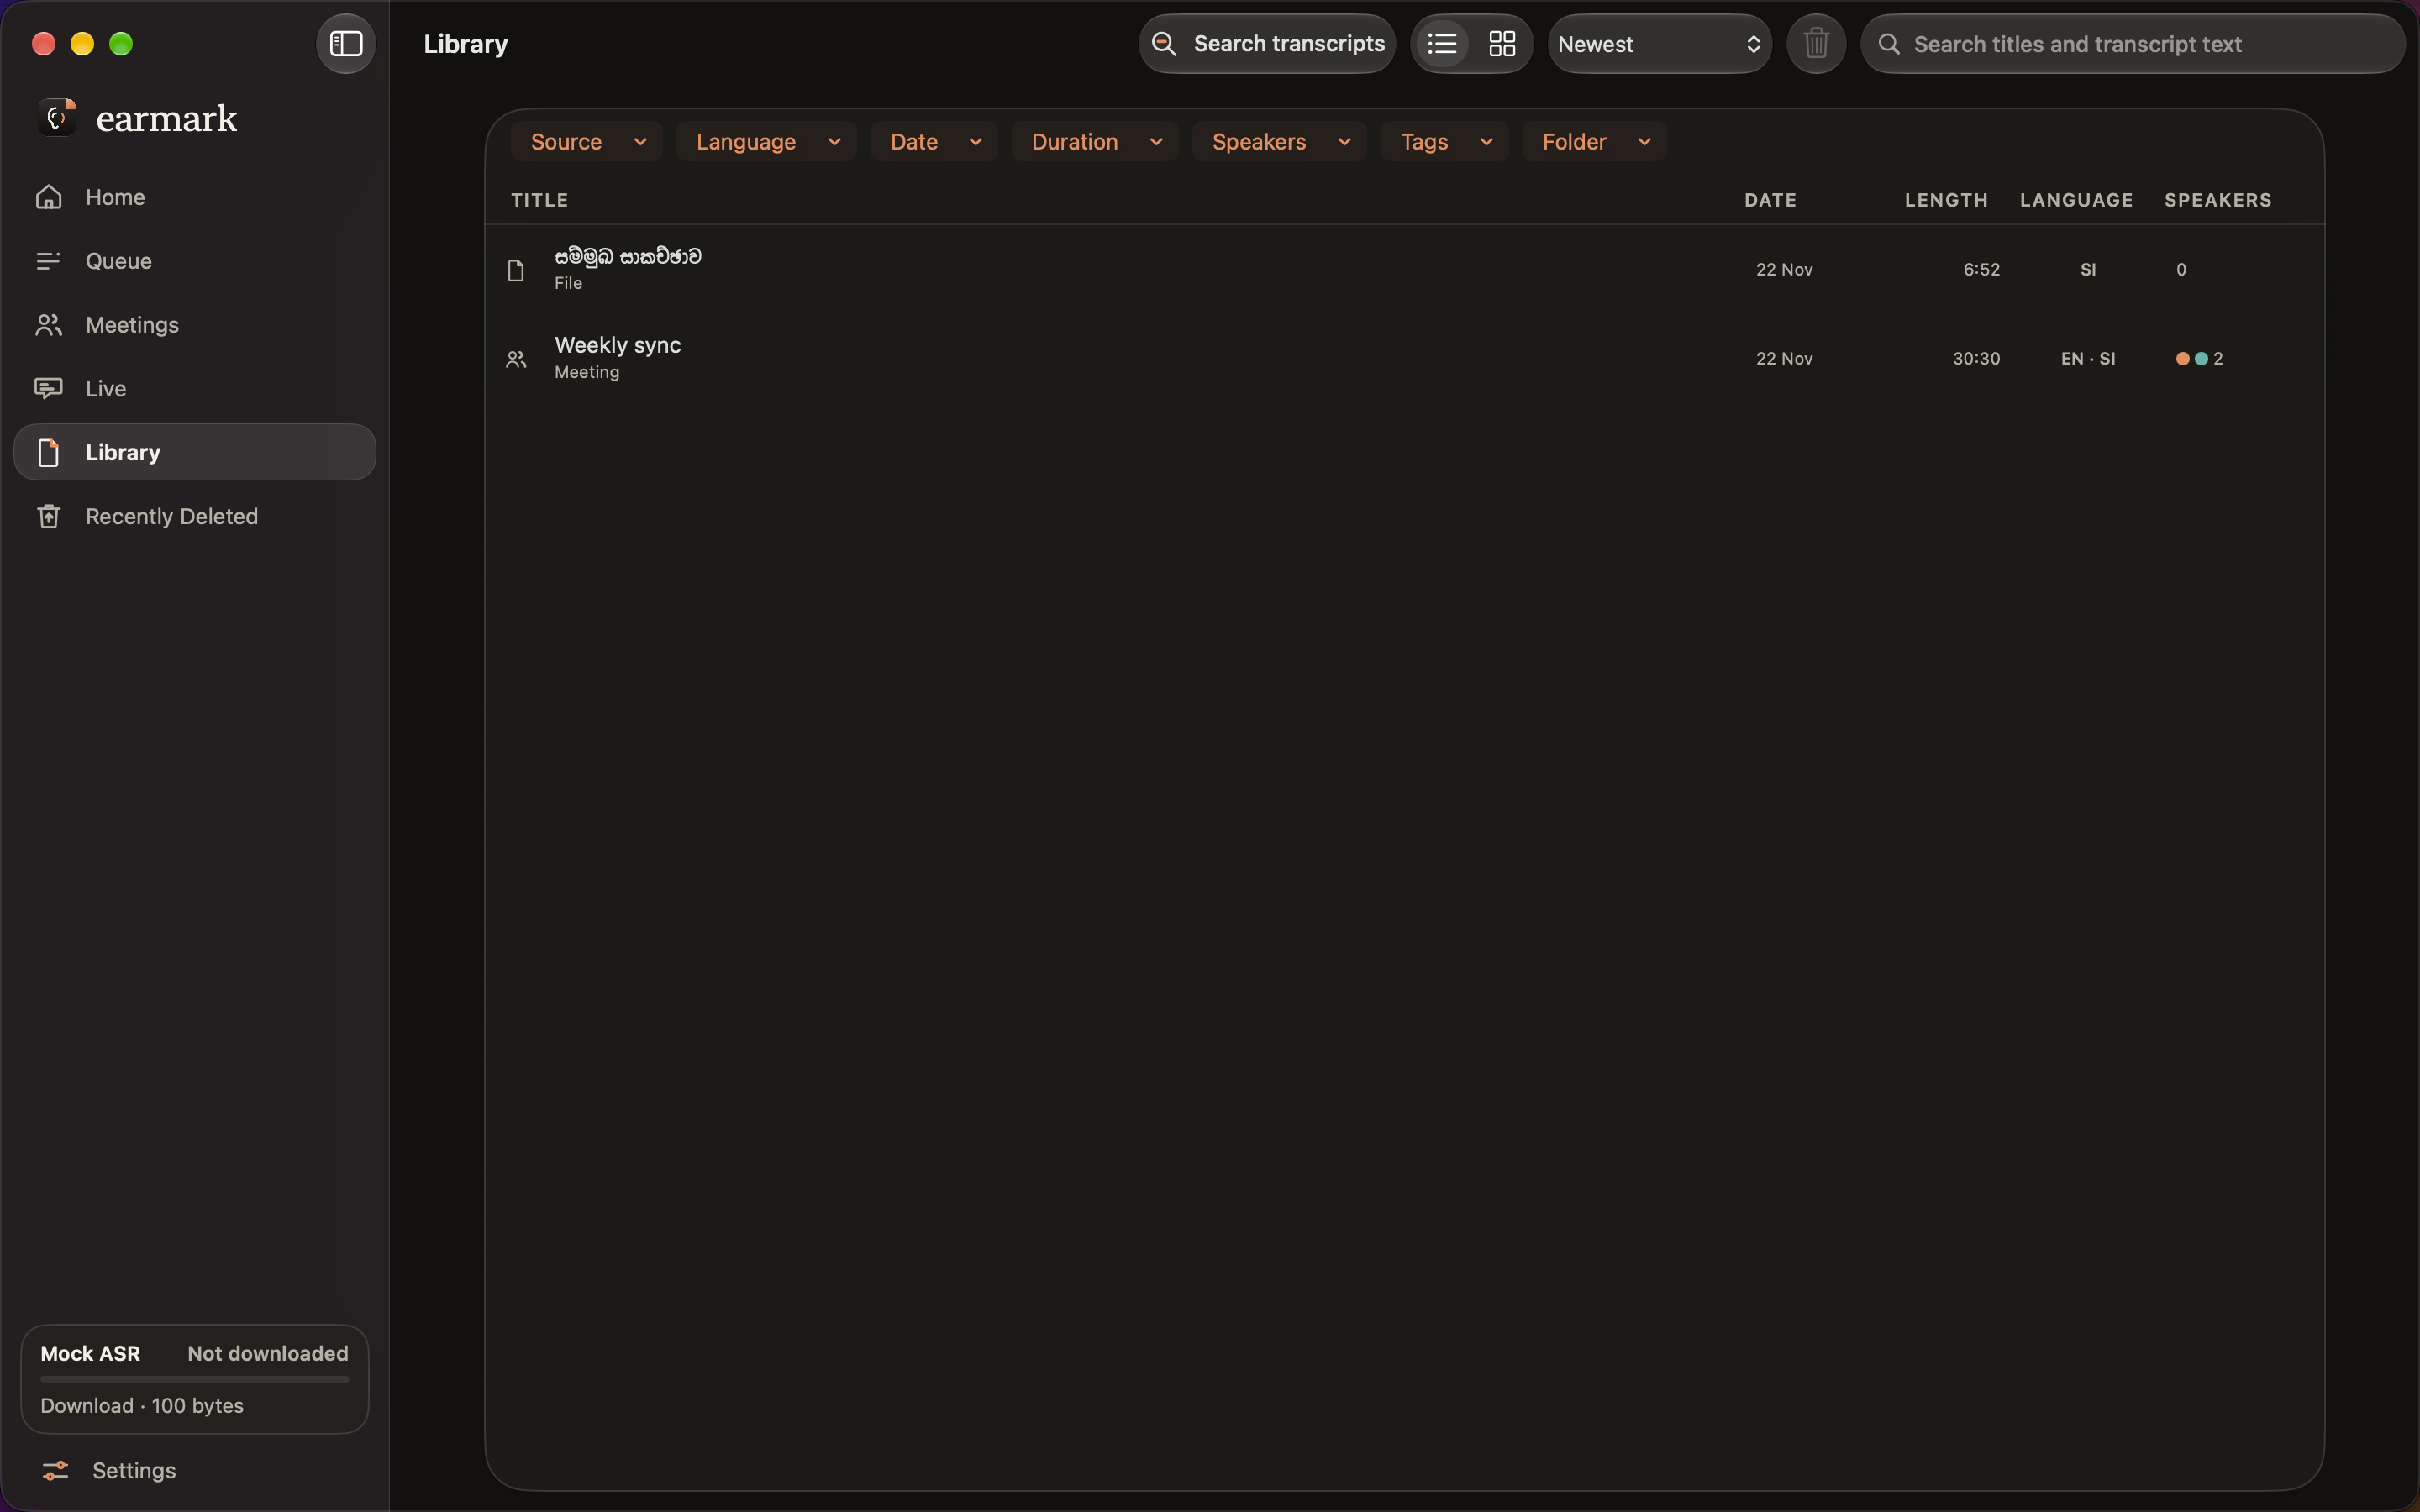 Library
Search transcripts
Newest
Search titles and transcript text
earmark
Home
Queue
Meetings
Live
Library
Recently Deleted
Mock ASR Not downloaded
Download · 100 bytes
Settings
Source Language Date Duration Speakers Tags Folder
TITLE DATE LENGTH LANGUAGE SPEAKERS
සම්මුඛ සාකච්ඡාව
File
22 Nov 6:52 SI 0
Weekly sync
Meeting
22 Nov 30:30 EN · SI 2